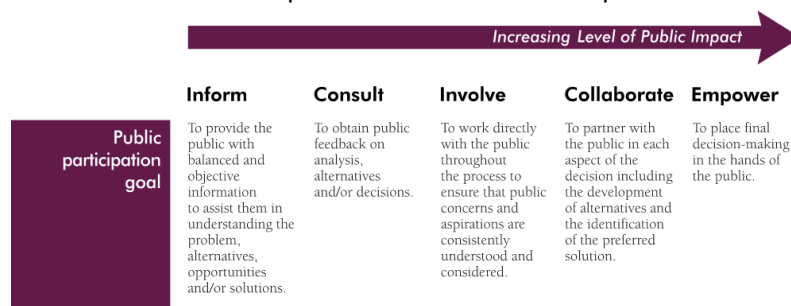 Increasing Level of Public Impact
Inform
Consult
Involve
Collaborate
Empower
Public
participation
goal
To provide the
public with
balanced and
objective
information
to assist them in
understanding the
problem,
alternatives,
opportunities
and/or solutions.
To obtain public
feedback on
analysis,
alternatives
and/or decisions.
To work directly
with the public
throughout
the process to
ensure that public
concerns and
aspirations are
consistently
understood and
considered.
To partner with
the public in each
aspect of the
decision including
the development
of alternatives and
the identification
of the preferred
solution.
To place final
decision-making
in the hands of
the public.